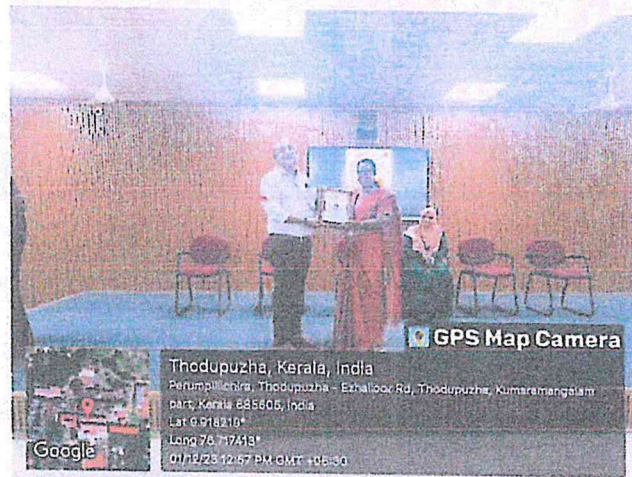 GPS Map Camera
Thodupuzha, Kerala, India
Perumpillichira, Thodupuzha - Ezhalloor Rd, Thodupuzha, Kumaramangalam
part, Kerala 685605, India
Lat 9.918219°
Long 76.717413°
01/12/23 12:57 PM GMT +05:30
Google